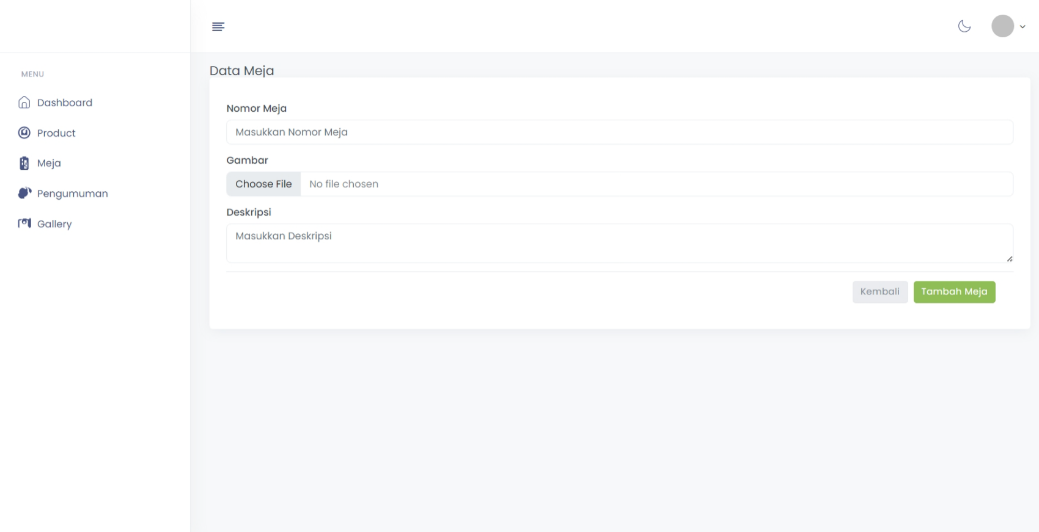 MENU
Dashboard
Product
Meja
Pengumuman
Gallery
Data Meja
Nomor Meja
Masukkan Nomor Meja
Gambar
Choose File No file chosen
Deskripsi
Masukkan Deskripsi
Kembali Tambah Meja